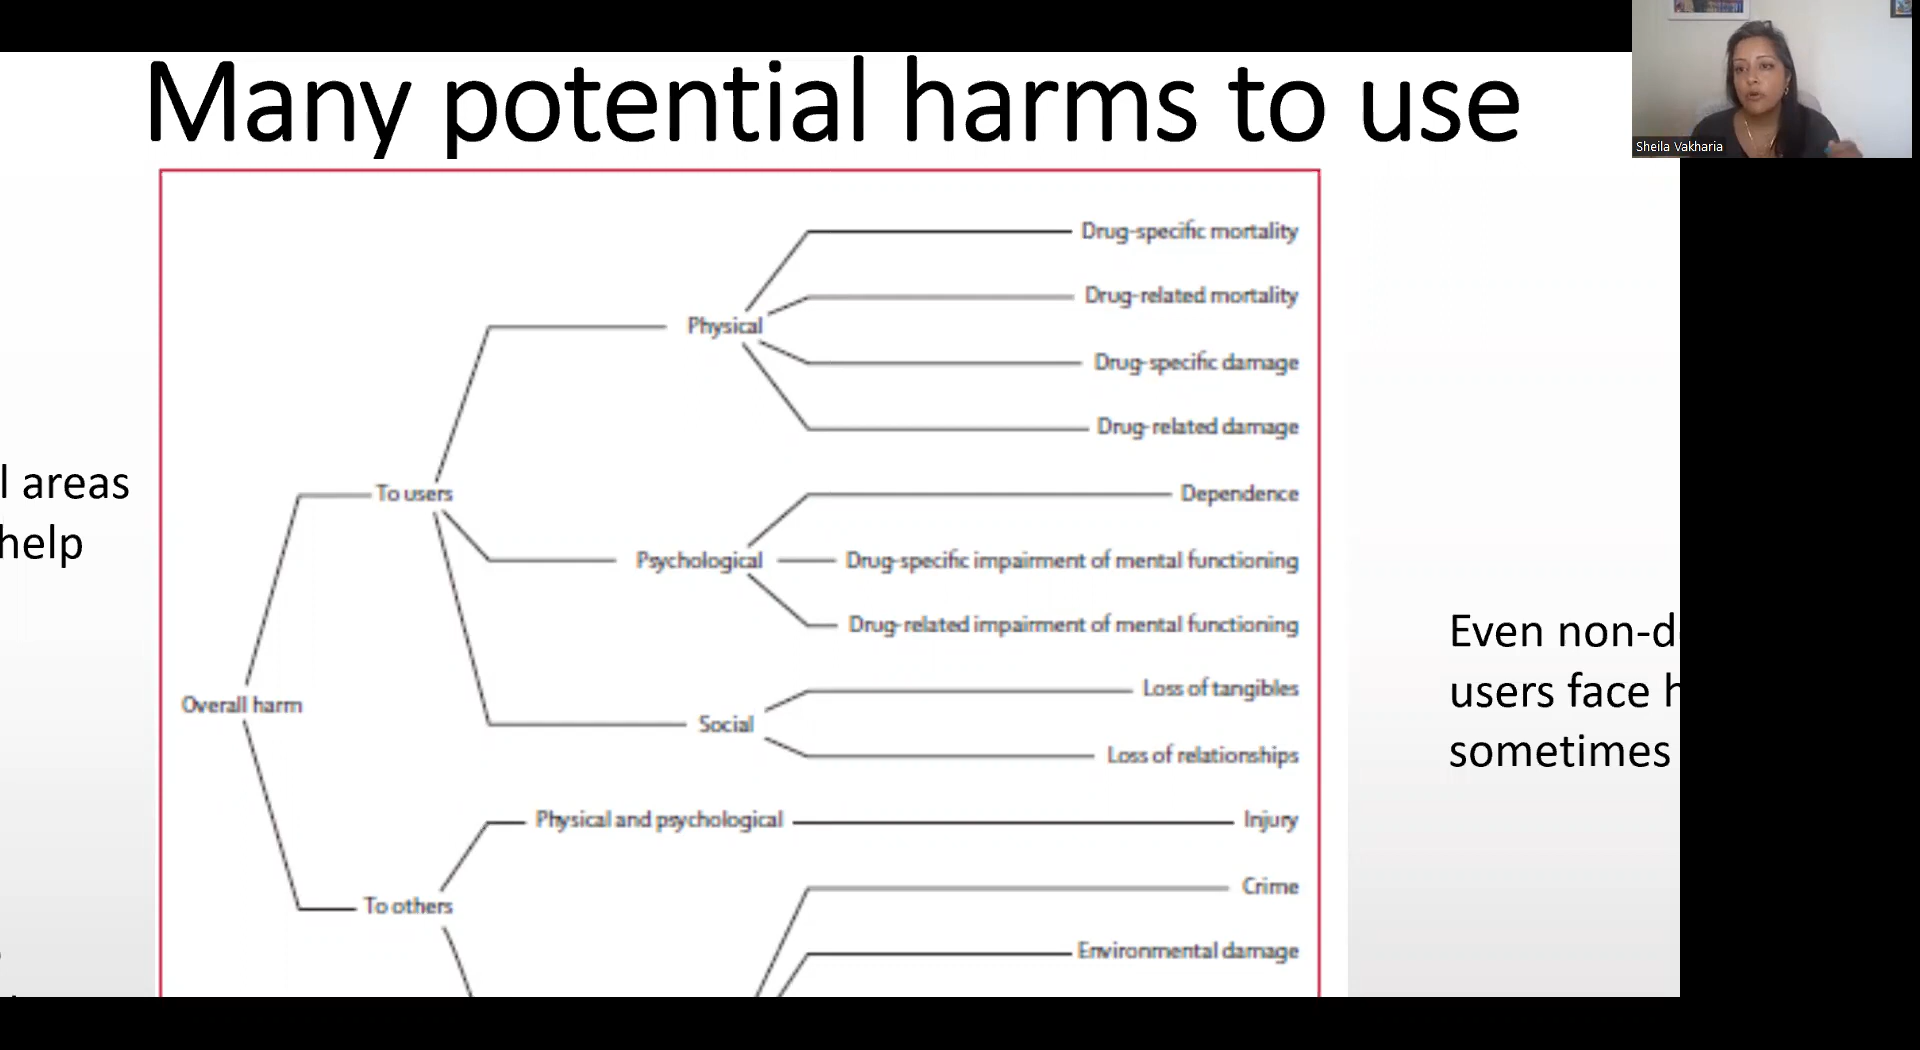 Many potential harms to use
Sheila Vakharia
Drug-specific mortality
Drug-related mortality
Physical
Drug-specific damage
Drug-related damage
l areas
help
To users
Dependence
Psychological
Drug-specific impairment of mental functioning
Drug-related impairment of mental functioning
Loss of tangibles
Social
Loss of relationships
Overall harm
Even non-d
users face h
sometimes
Physical and psychological
Injury
To others
Crime
Environmental damage